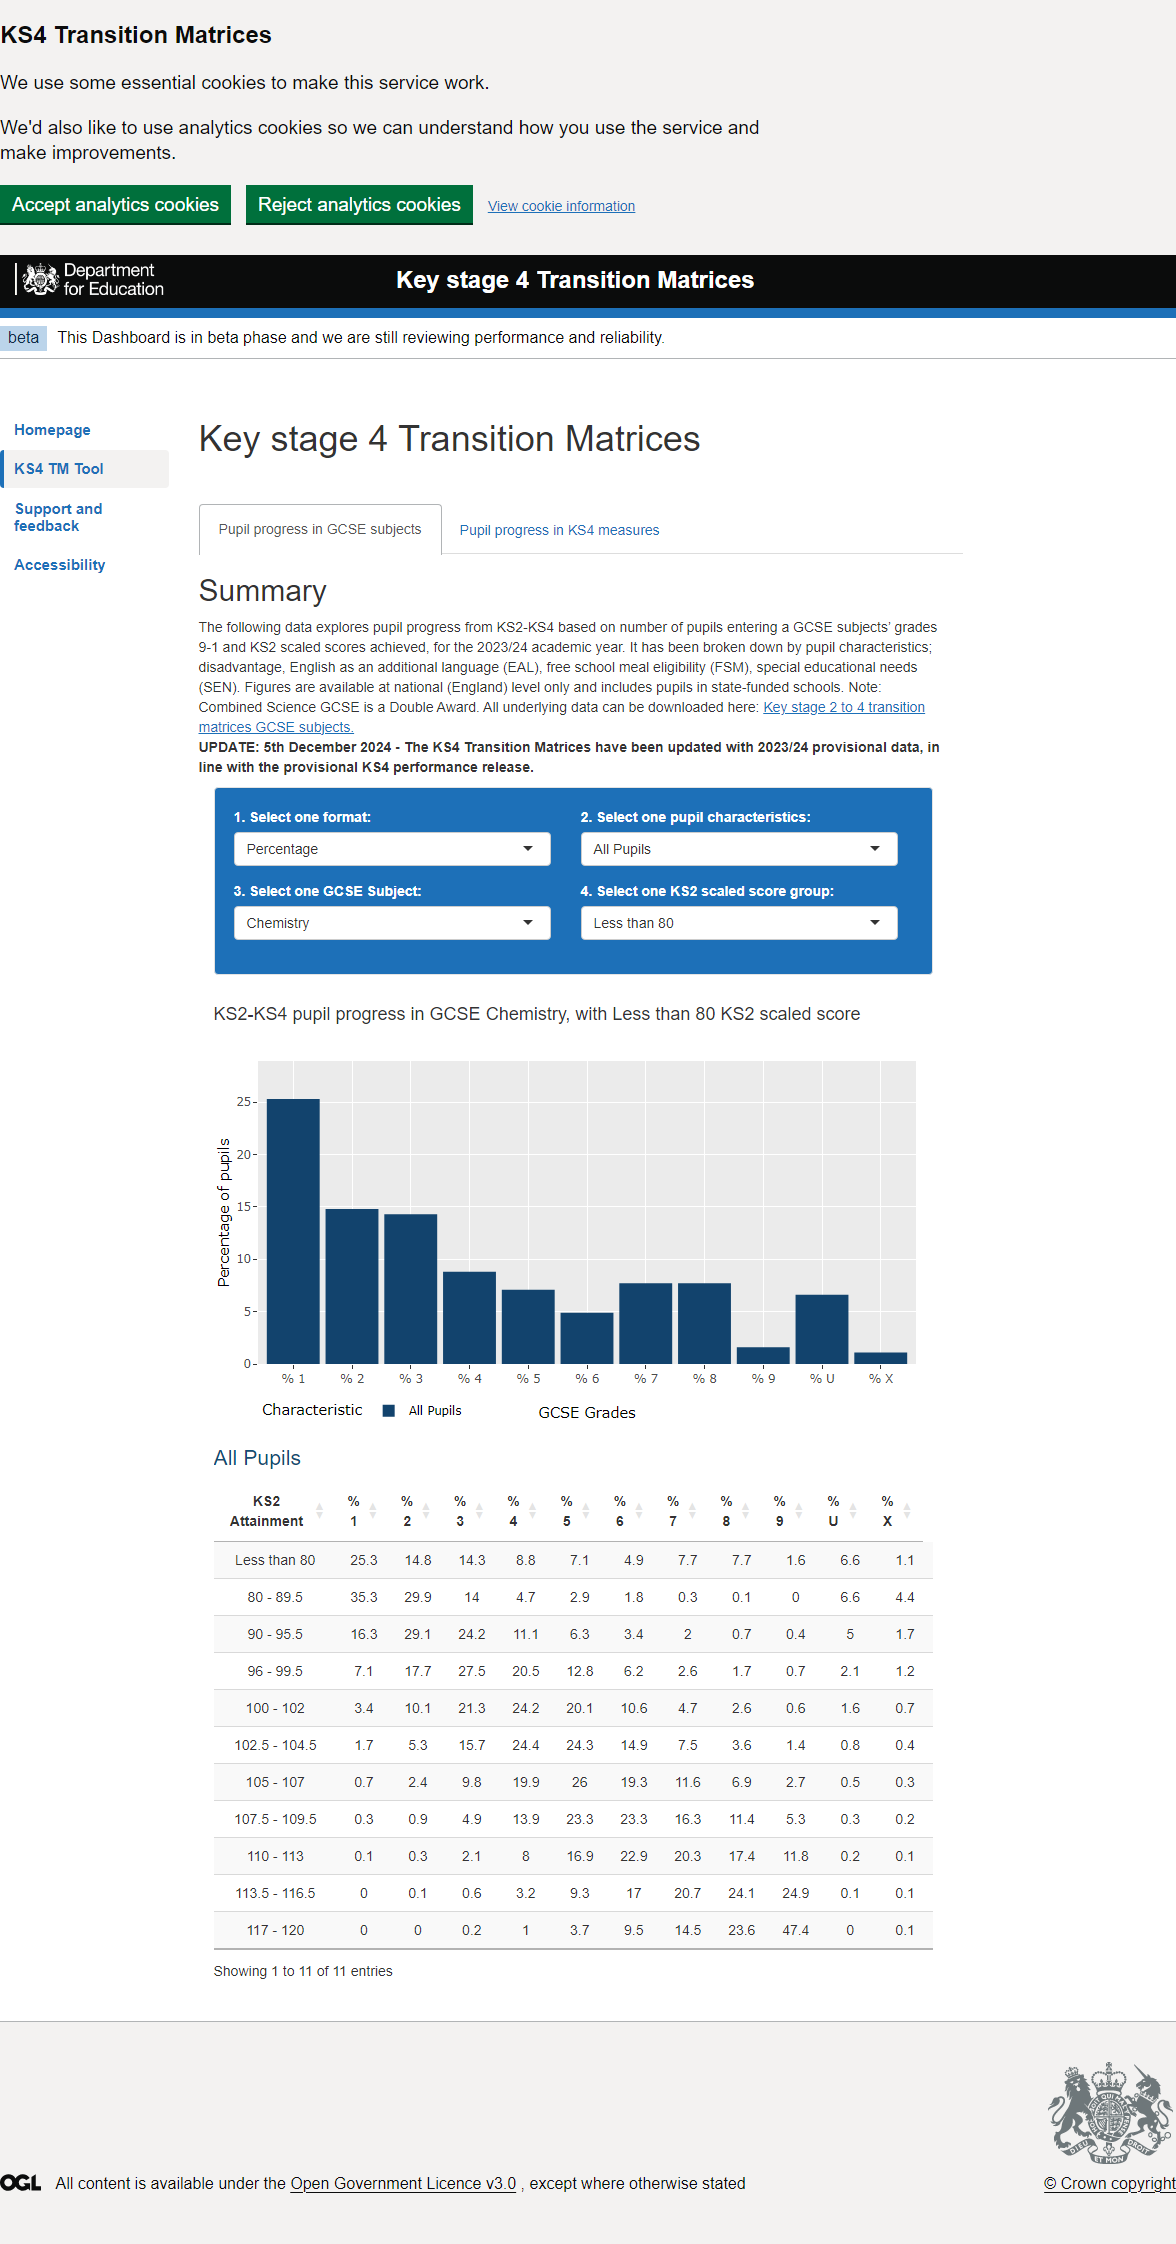 KS4 Transition Matrices
We use some essential cookies to make this service work.
We'd also like to use analytics cookies so we can understand how you use the service and
make improvements.
Accept analytics cookies Reject analytics cookies View cookie information
Department
for Education
Key stage 4 Transition Matrices
beta This Dashboard is in beta phase and we are still reviewing performance and reliability.
Homepage
KS4 TM Tool
Support and
feedback
Accessibility
Key stage 4 Transition Matrices
Pupil progress in GCSE subjects Pupil progress in KS4 measures
Summary
The following data explores pupil progress from KS2-KS4 based on number of pupils entering a GCSE subjects' grades
9-1 and KS2 scaled scores achieved, for the 2023/24 academic year. It has been broken down by pupil characteristics;
disadvantage, English as an additional language (EAL), free school meal eligibility (FSM), special educational needs
(SEN). Figures are available at national (England) level only and includes pupils in state-funded schools. Note:
Combined Science GCSE is a Double Award. All underlying data can be downloaded here: Key stage 2 to 4 transition
matrices GCSE subjects.
UPDATE: 5th December 2024 - The KS4 Transition Matrices have been updated with 2023/24 provisional data, in
line with the provisional KS4 performance release.
1. Select one format: 2. Select one pupil characteristics:
Percentage All Pupils
3. Select one GCSE Subject: 4. Select one KS2 scaled score group:
Chemistry Less than 80
KS2-KS4 pupil progress in GCSE Chemistry, with Less than 80 KS2 scaled score
Percentage of pupils
25
20
15
10
5
0
% 1 % 2 % 3 % 4 % 5 % 6 % 7 % 8 % 9 % U % X
Characteristic All Pupils GCSE Grades
All Pupils
KS2 % % % % % % % % % % %
Attainment 1 2 3 4 5 6 7 8 9 U X
Less than 80 25.3 14.8 14.3 8.8 7.1 4.9 7.7 7.7 1.6 6.6 1.1
80 - 89.5 35.3 29.9 14 4.7 2.9 1.8 0.3 0.1 0 6.6 4.4
90 - 95.5 16.3 29.1 24.2 11.1 6.3 3.4 2 0.7 0.4 5 1.7
96 - 99.5 7.1 17.7 27.5 20.5 12.8 6.2 2.6 1.7 0.7 2.1 1.2
100 - 102 3.4 10.1 21.3 24.2 20.1 10.6 4.7 2.6 0.6 1.6 0.7
102.5 - 104.5 1.7 5.3 15.7 24.4 24.3 14.9 7.5 3.6 1.4 0.8 0.4
105 - 107 0.7 2.4 9.8 19.9 26 19.3 11.6 6.9 2.7 0.5 0.3
107.5 - 109.5 0.3 0.9 4.9 13.9 23.3 23.3 16.3 11.4 5.3 0.3 0.2
110 - 113 0.1 0.3 2.1 8 16.9 22.9 20.3 17.4 11.8 0.2 0.1
113.5 - 116.5 0 0.1 0.6 3.2 9.3 17 20.7 24.1 24.9 0.1 0.1
117 - 120 0 0 0.2 1 3.7 9.5 14.5 23.6 47.4 0 0.1
Showing 1 to 11 of 11 entries
OGL All content is available under the Open Government Licence v3.0 , except where otherwise stated
© Crown copyright